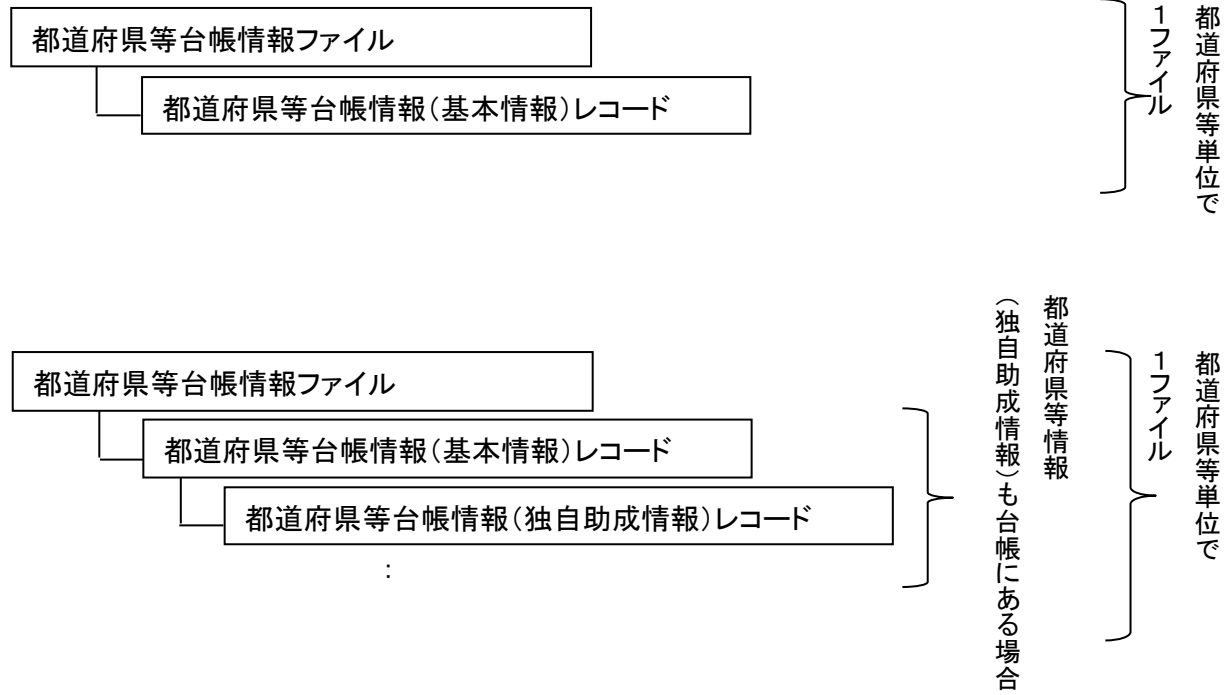 都道府県等台帳情報ファイル
都道府県等台帳情報（基本情報）レコード
都道府県等単位で
１ファイル
都道府県等台帳情報ファイル
都道府県等台帳情報（基本情報）レコード
都道府県等台帳情報（独自助成情報）レコード
：
都道府県等情報
（独自助成情報）も台帳にある場合
都道府県等単位で
１ファイル